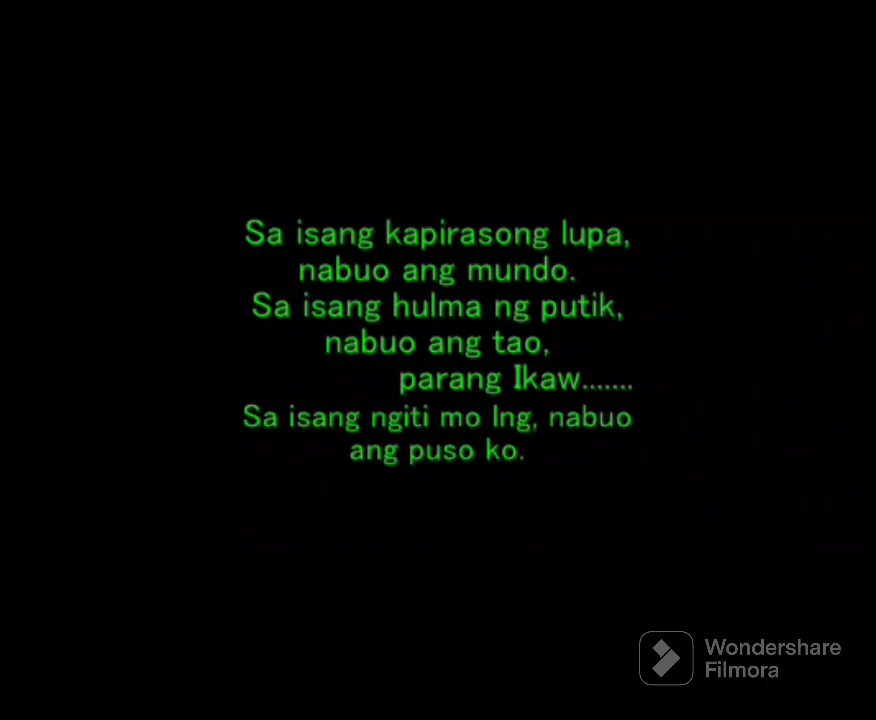 Sa isang kapirasong lupa,
nabuo ang mundo.
Sa isang hulma ng putik,
nabuo ang tao,
parang Ikaw.......
Sa isang ngiti mo Ing, nabuo
ang puso ko.
Wondershare
Filmora